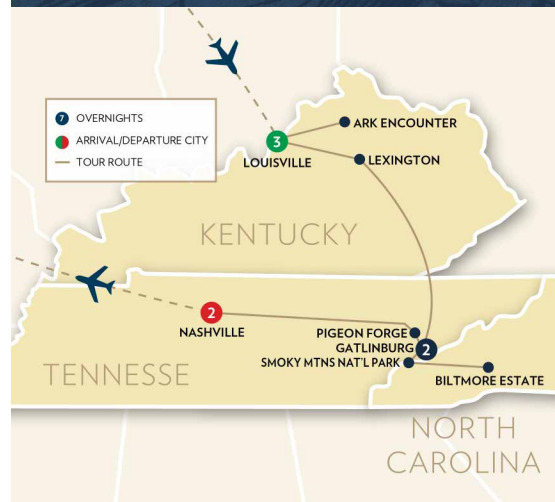 7 OVERNIGHTS
ARRIVAL/DEPARTURE CITY
TOUR ROUTE
ARK ENCOUNTER
3
LOUISVILLE
LEXINGTON
KENTUCKY
2
NASHVILLE
PIGEON FORGE
GATLINBURG 2
SMOKY MTNS NAT'L PARK
BILTMORE ESTATE
TENNESSE
NORTH
CAROLINA